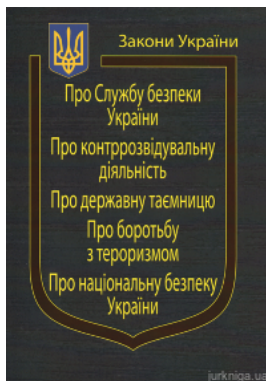 Закони України
Про Службу безпеки
України
Про контррозвідувальну
діяльність
Про державну таємницю
Про боротьбу
з тероризмом
Про національну безпеку
України
jurkniga.ua